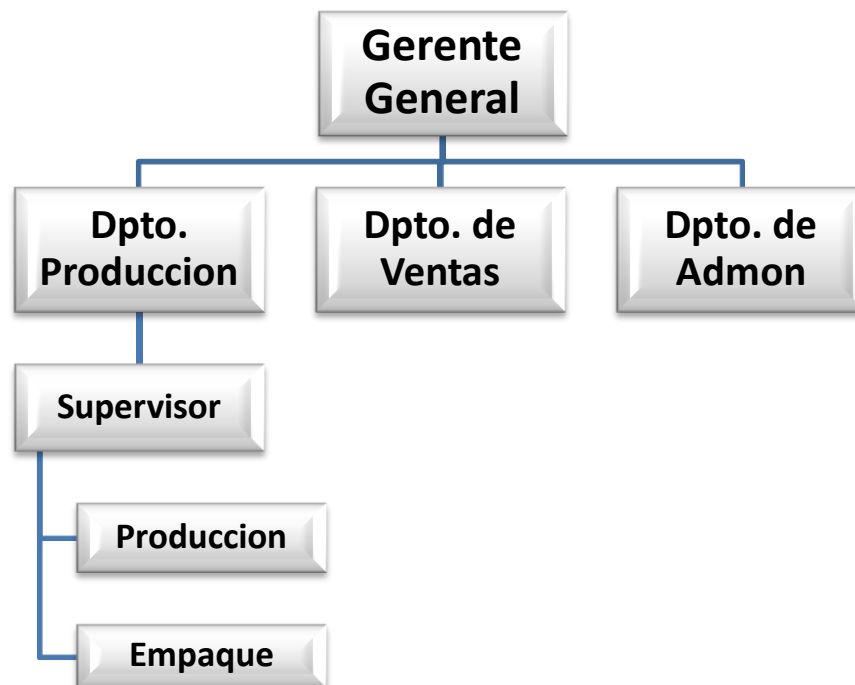 Gerente
General
Dpto.
Produccion
Dpto. de
Ventas
Dpto. de
Admon
Supervisor
Produccion
Empaque